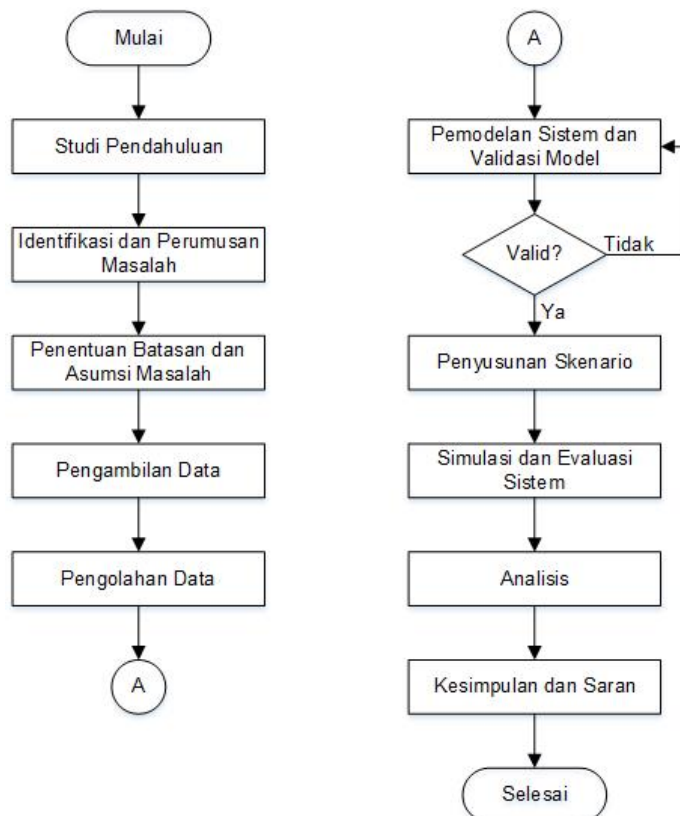 Mulai
Studi Pendahuluan
Identifikasi dan Perumusan
Masalah
Penentuan Batasan dan
Asumsi Masalah
Pengambilan Data
Pengolahan Data
A
A
Pemodelan Sistem dan
Validasi Model
Valid?
Tidak
Ya
Penyusunan Skenario
Simulasi dan Evaluasi
Sistem
Analisis
Kesimpulan dan Saran
Selesai